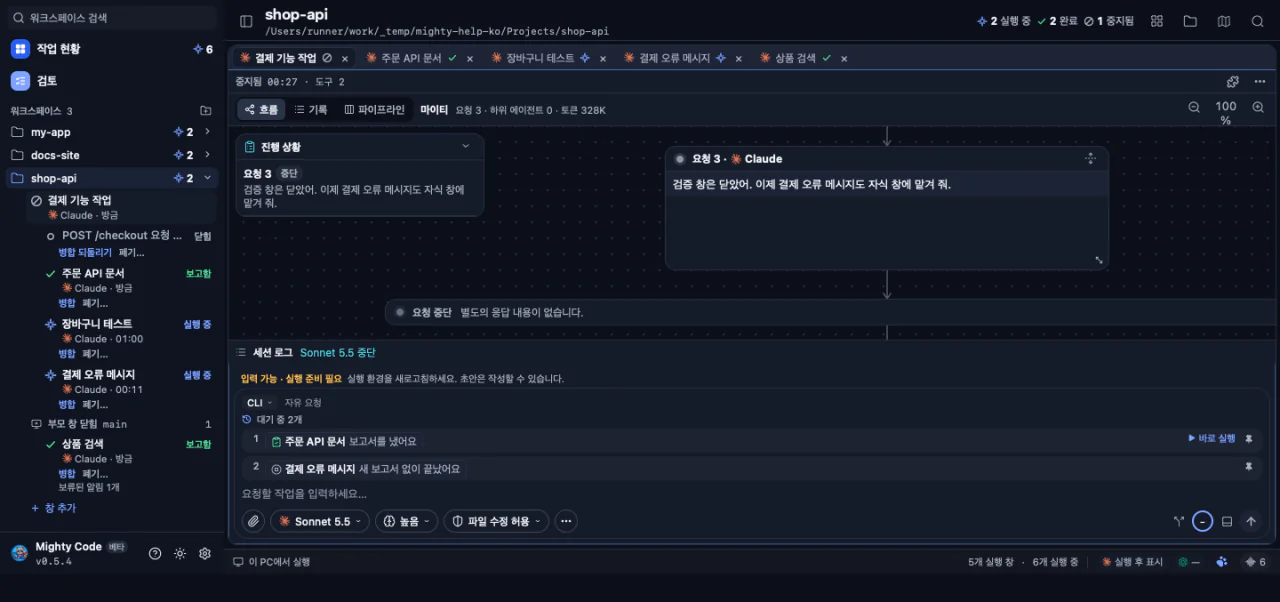 워크스페이스 검색
작업 현황 6
검토
워크스페이스 3
my-app 2
docs-site 2
shop-api 2
결제 기능 작업
Claude · 방금
POST /checkout 요청 ... 닫힘
병합 되돌리기 폐기...
주문 API 문서 보고함
Claude · 방금
병합 폐기...
장바구니 테스트 실행 중
Claude · 01:00
병합 폐기...
결제 오류 메시지 실행 중
Claude · 00:11
병합 폐기...
부모 창 닫힘 main 1
상품 검색 보고함
Claude · 방금
병합 폐기...
보류된 알림 1개
+ 창 추가
Mighty Code 베타
v0.5.4
shop-api
/Users/runner/work/_temp/mighty-help-ko/Projects/shop-api
2 실행 중 2 완료 1 중지됨
결제 기능 작업 × 주문 API 문서 × 장바구니 테스트 × 결제 오류 메시지 × 상품 검색 ×
중지됨 00:27 · 도구 2
흐름 기록 파이프라인 마이티 요청 3 · 하위 에이전트 0 · 토큰 328K
100
%
진행 상황
요청 3 중단
검증 창은 닫았어. 이제 결제 오류 메시지도 자식 창에
맡겨 줘.
요청 3 · Claude
검증 창은 닫았어. 이제 결제 오류 메시지도 자식 창에 맡겨 줘.
요청 중단 별도의 응답 내용이 없습니다.
세션 로그 Sonnet 5.5 중단
입력 가능 · 실행 준비 필요 실행 환경을 새로고침하세요. 초안은 작성할 수 있습니다.
CLI 자유 요청
대기 중 2개
1 주문 API 문서 보고서를 냈어요 바로 실행
2 결제 오류 메시지 새 보고서 없이 끝났어요
요청할 작업을 입력하세요...
Sonnet 5.5 높음 파일 수정 허용
이 PC에서 실행
5개 실행 창 · 6개 실행 중 실행 후 표시 — 6